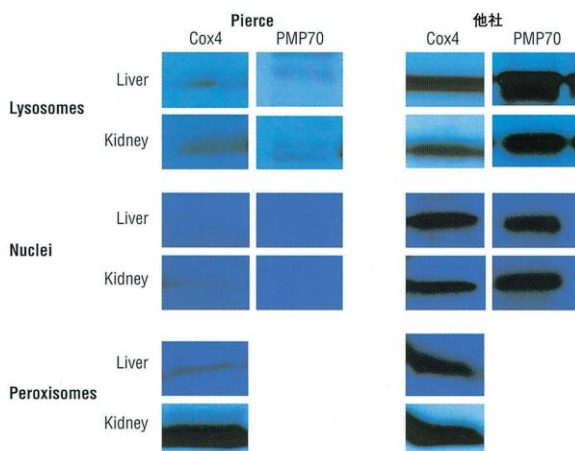 Pierce 他社
Cox4 PMP70 Cox4 PMP70
Liver
Lysosomes
Kidney
Liver
Nuclei
Kidney
Liver
Peroxisomes
Kidney